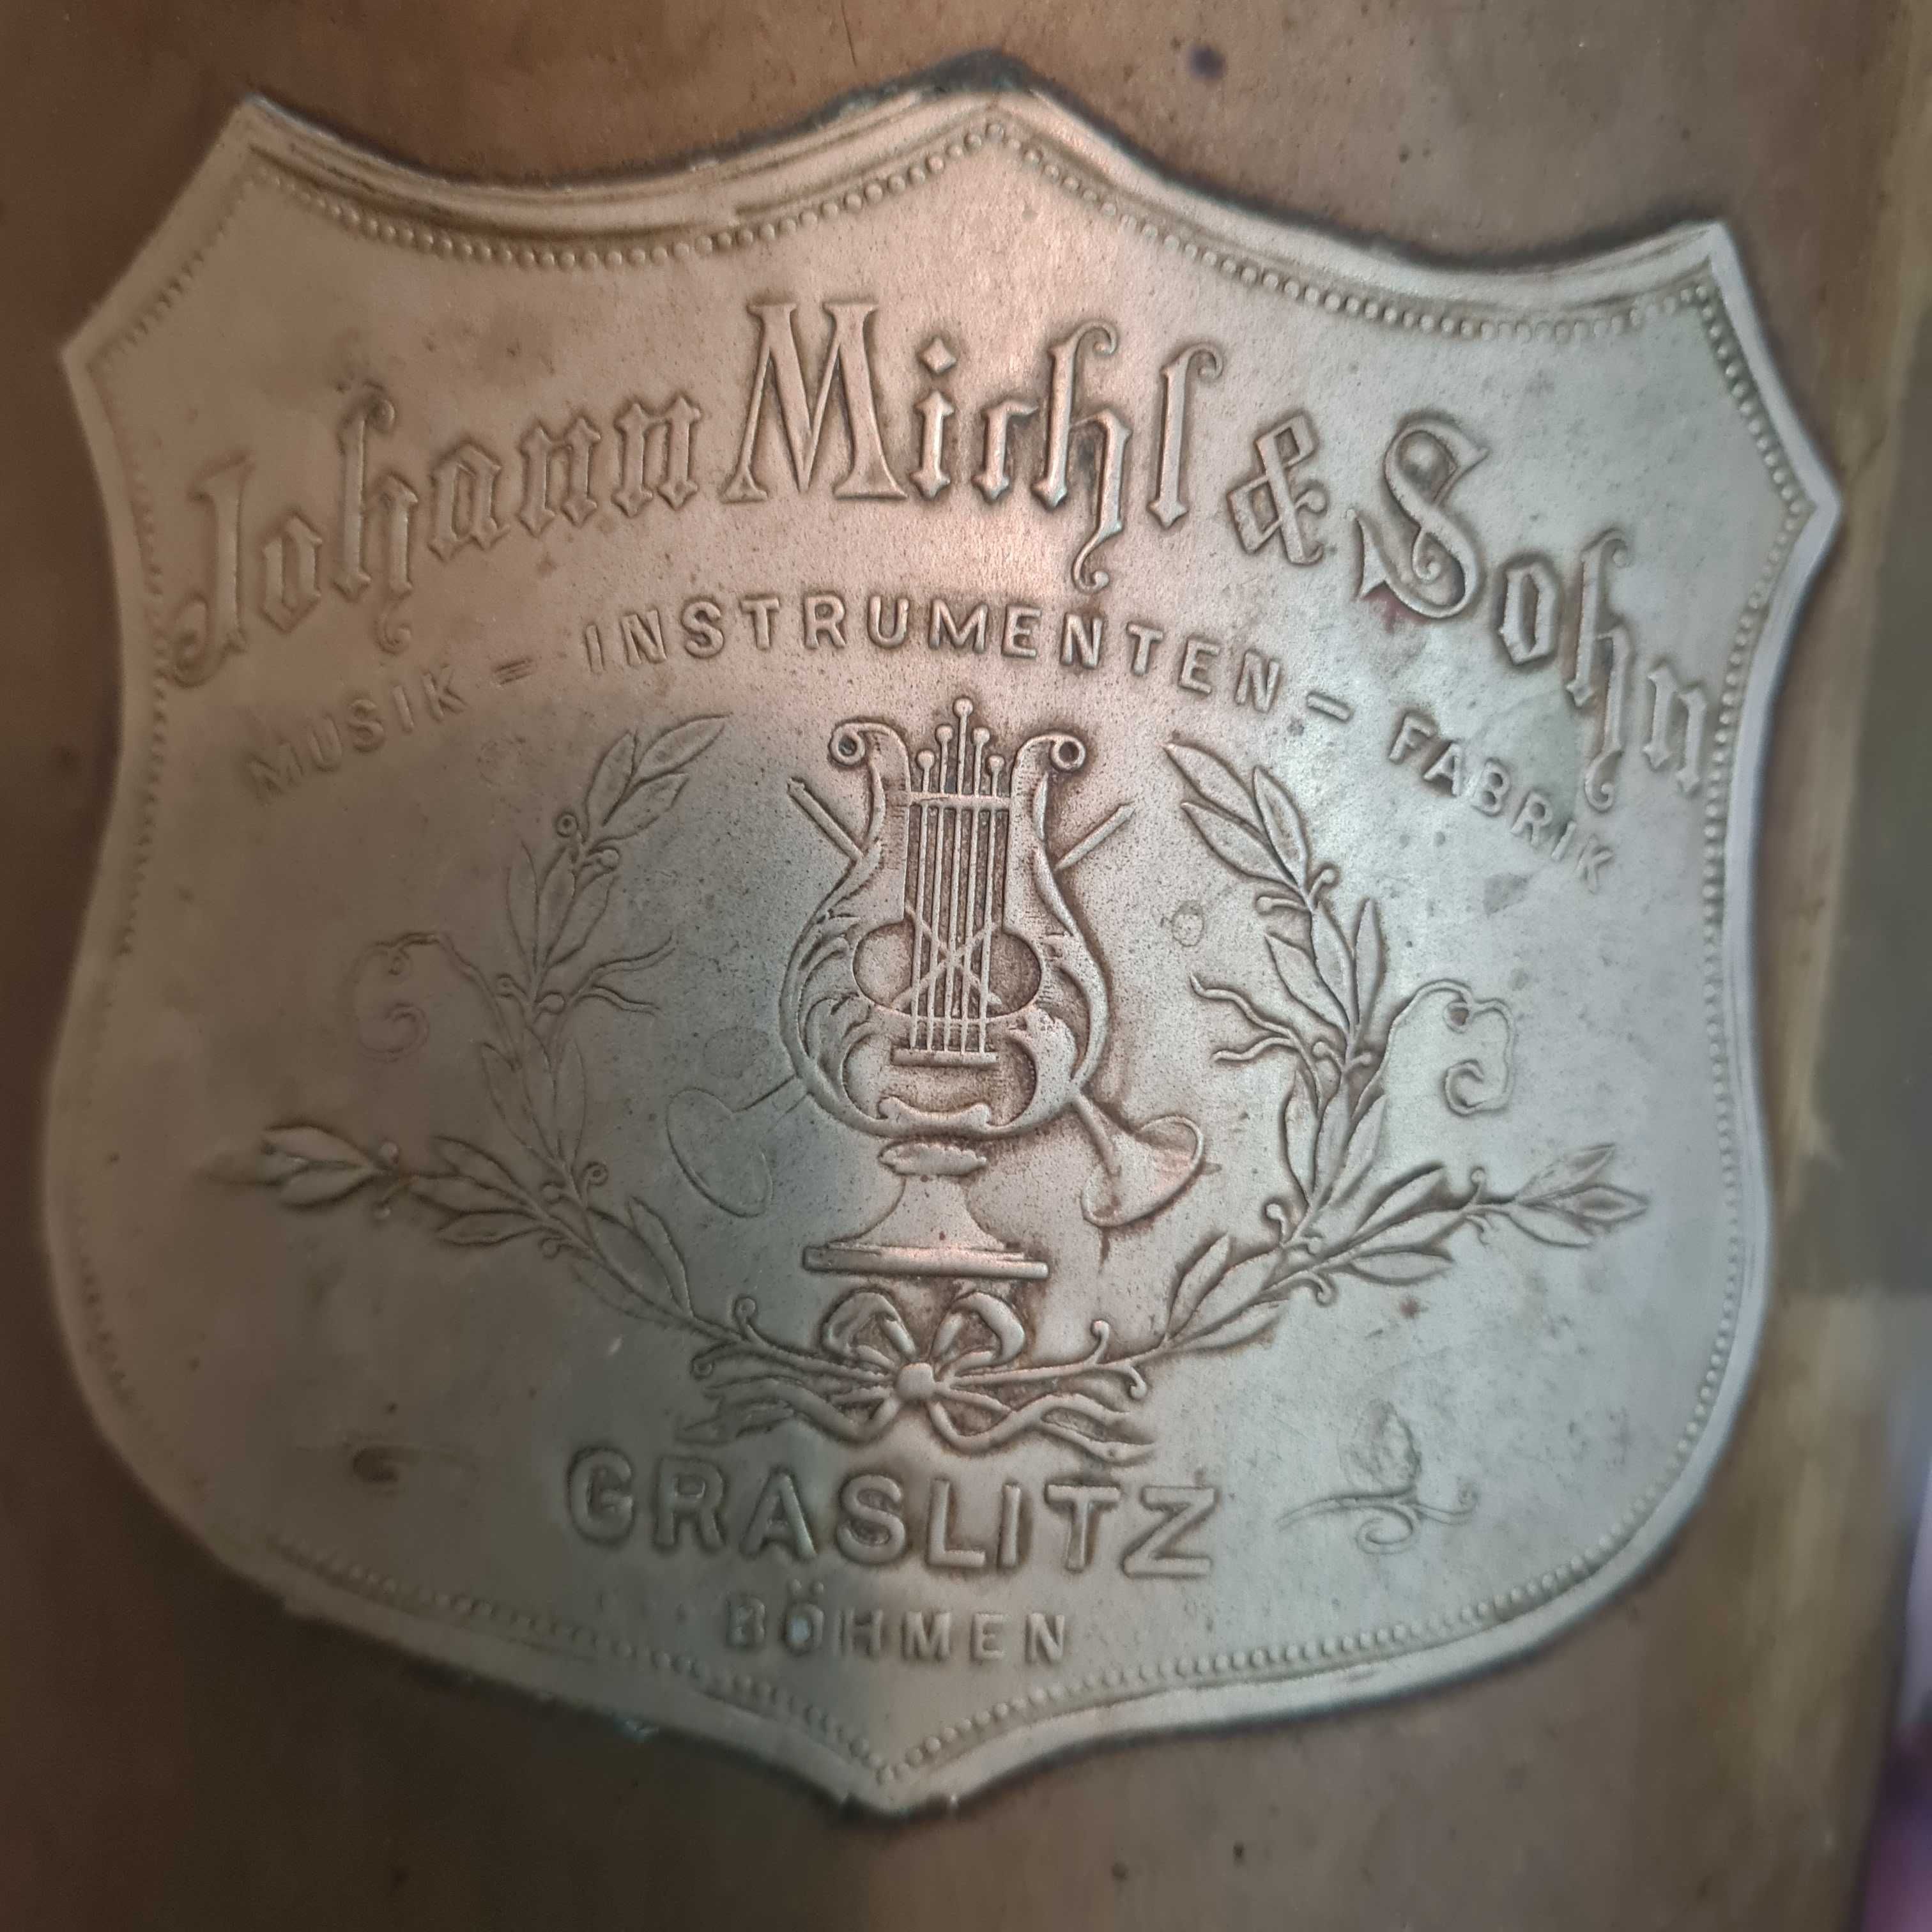 Johann Michl & Sohn
MUSIK = INSTRUMENTEN - FABRIK
GRASLITZ
BÖHMEN